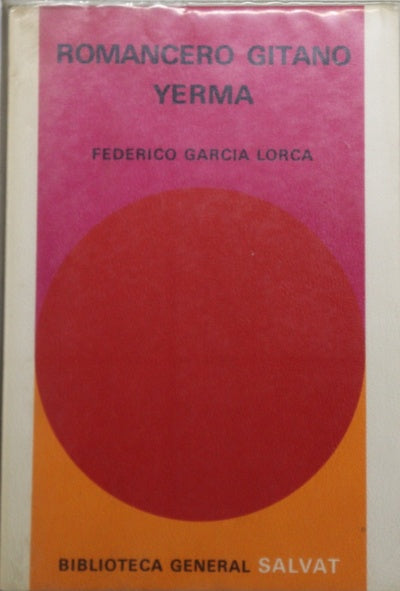 ROMANCERO GITANO
YERMA
FEDERICO GARCIA LORCA
BIBLIOTECA GENERAL SALVAT